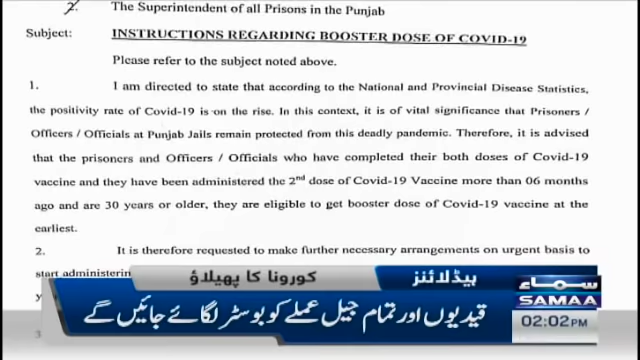 2. The Superintendent of all Prisons in the Punjab
Subject: INSTRUCTIONS REGARDING BOOSTER DOSE OF COVID-19
Please refer to the subject noted above.
1. I am directed to state that according to the National and Provincial Disease Statistics,
the positivity rate of Covid-19 is on the rise. In this context, it is of vital significance that Prisoners /
Officers / Officials at Punjab Jails remain protected from this deadly pandemic. Therefore, it is advised
that the prisoners and Officers / Officials who have completed their both doses of Covid-19
vaccine and they have been administered the 2nd dose of Covid-19 Vaccine more than 06 months
ago and are 30 years or older, they are eligible to get booster dose of Covid-19 vaccine at the
earliest.
2. It is therefore requested to make further necessary arrangements on urgent basis to
start administering
کورونا کا پھیلاؤ
ہیڈلائنز
قیدیوں اور تمام جیل عملے کو بوسٹر لگائے جائیں گے
سماء
SAMAA
02:02PM